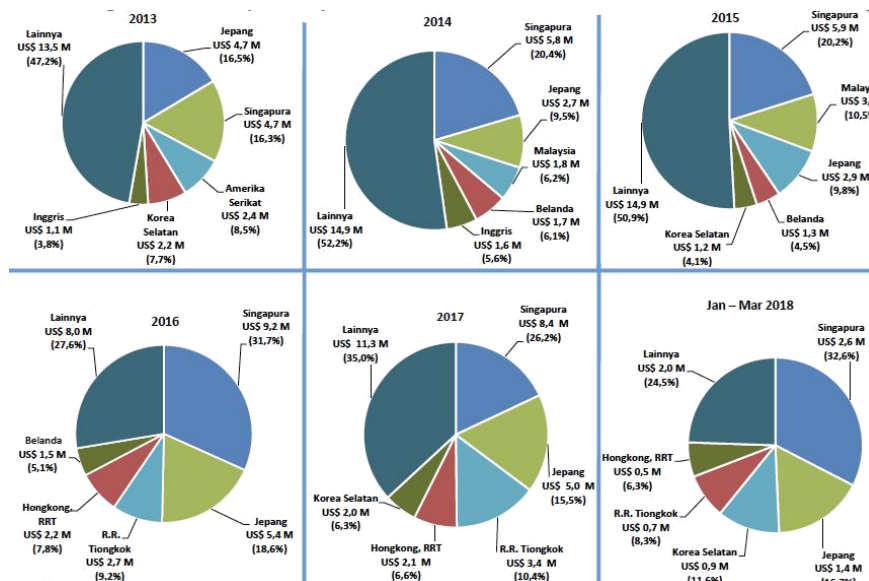 2013
Lainnya
US$ 13,5 M
(47,2%)
Jepang
US$ 4,7 M
(16,5%)
Singapura
US$ 4,7 M
(16,3%)
Amerika
Serikat
US$ 2,4 M
(8,5%)
Korea
Selatan
US$ 2,2 M
(7,7%)
Inggris
US$ 1,1 M
(3,8%)
2014
Singapura
US$ 5,8 M
(20,4%)
Jepang
US$ 2,7 M
(9,5%)
Malaysia
US$ 1,8 M
(6,2%)
Belanda
US$ 1,7 M
(6,1%)
Inggris
US$ 1,6 M
(5,6%)
Lainnya
US$ 14,9 M
(52,2%)
2015
Singapura
US$ 5,9 M
(20,2%)
US$ 3,
(10,5%
Jepang
US$ 2,9 M
(9,8%)
Belanda
US$ 1,3 M
(4,5%)
Korea Selatan
US$ 1,2 M
(4,1%)
Lainnya
US$ 14,9 M
(50,9%)
2016
Lainnya
US$ 8,0 M
(27,6%)
Singapura
US$ 9,2 M
(31,7%)
Belanda
US$ 1,5 M
(5,1%)
Hongkong,
RRT
US$ 2,2 M
(7,8%)
R.R.
Tiongkok
US$ 2,7 M
(9.2%)
Jepang
US$ 5,4 M
(18,6%)
2017
Lainnya
US$ 11,3 M
(35,0%)
Singapura
US$ 8,4 M
(26,2%)
Jepang
US$ 5,0 M
(15,5%)
Korea Selatan
US$ 2,0 M
(6,3%)
Hongkong, RRT
US$ 2,1 M
(6,6%)
R.R. Tiongkok
US$ 3,4 M
(10,4%)
Jan – Mar 2018
Singapura
US$ 2,6 M
(32,6%)
Lainnya
US$ 2,0 M
(24,5%)
Hongkong, RRT
US$ 0,5 M
(6,3%)
R.R. Tiongkok
US$ 0,7 M
(8,3%)
Korea Selatan
US$ 0,9 M
(11,6%)
Jepang
US$ 1,4 M